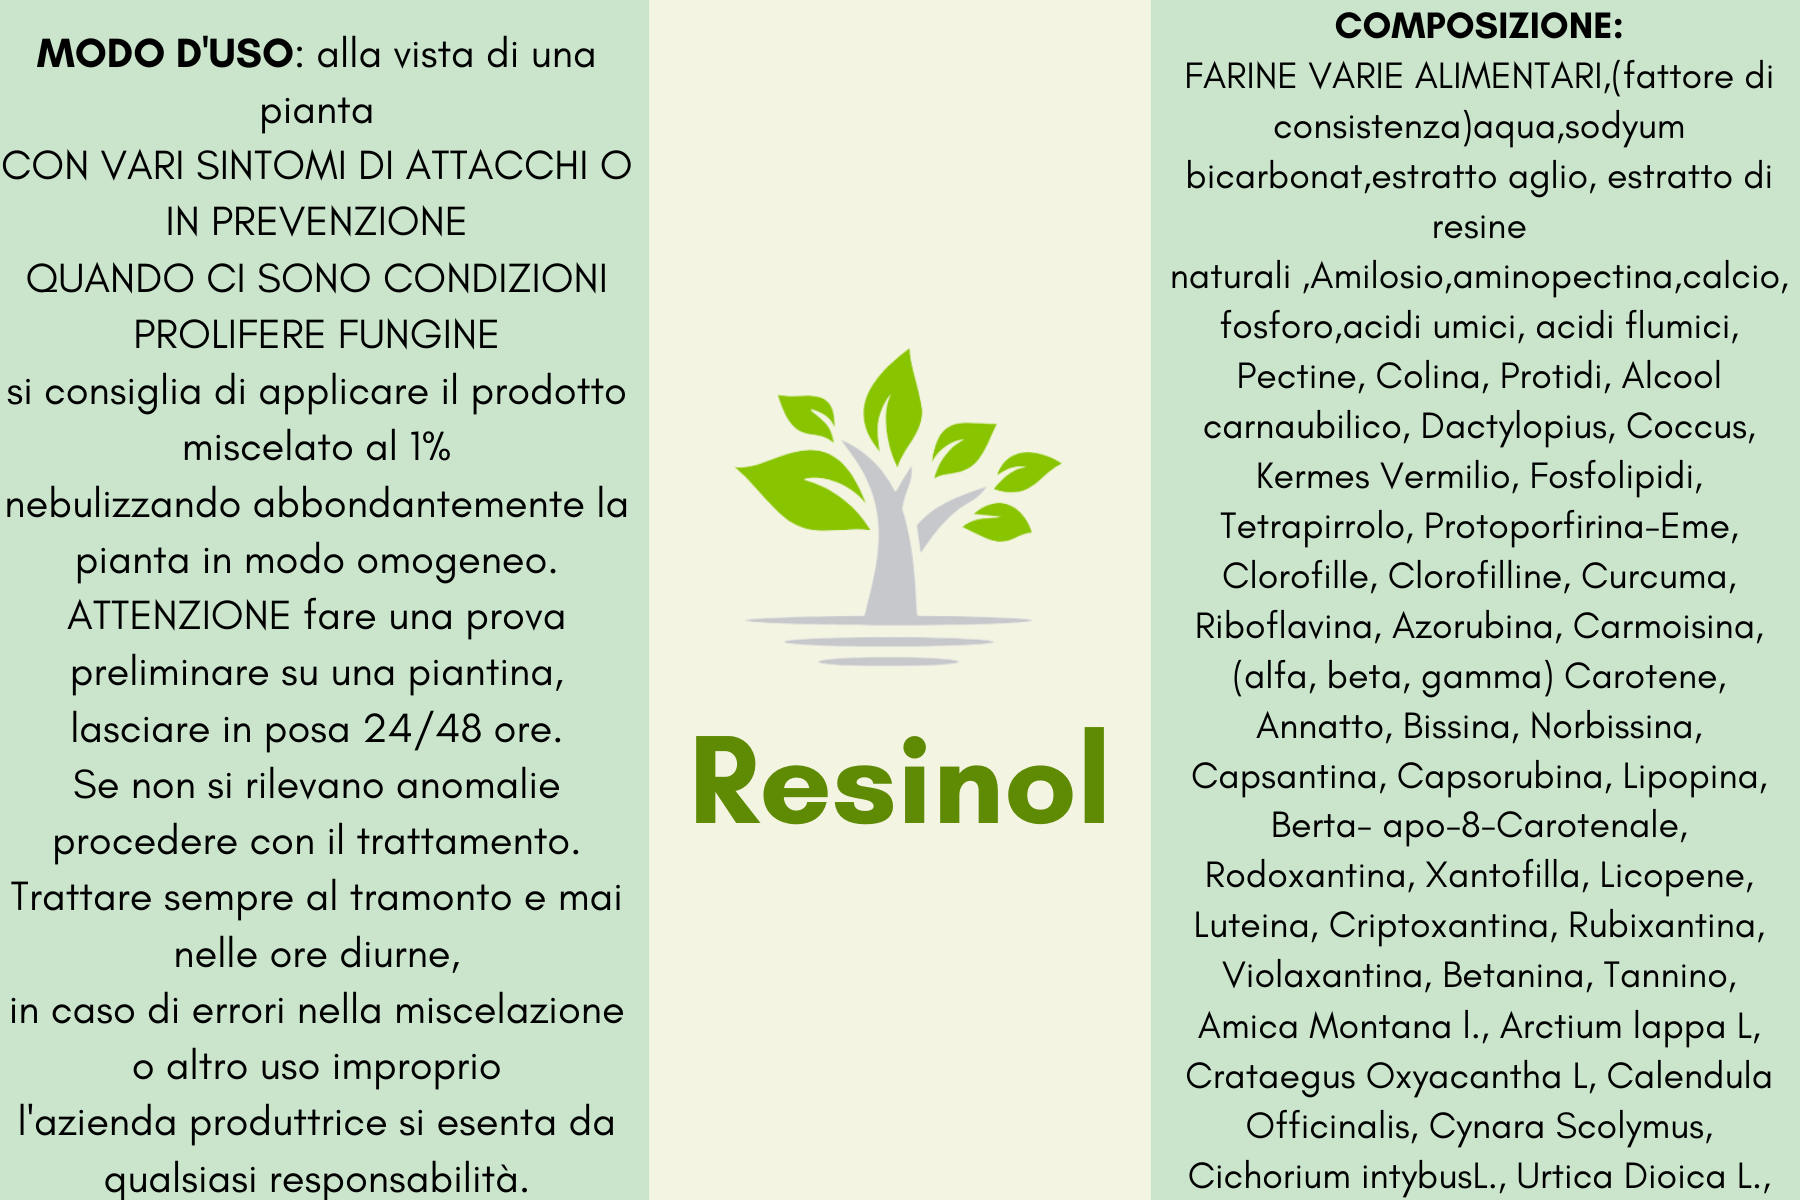 MODO D'USO: alla vista di una
pianta
CON VARI SINTOMI DI ATTACCHI O
IN PREVENZIONE
QUANDO CI SONO CONDIZIONI
PROLIFERE FUNGINE
si consiglia di applicare il prodotto
miscelato al 1%
nebulizzando abbondantemente la
pianta in modo omogeneo.
ATTENZIONE fare una prova
preliminare su una piantina,
lasciare in posa 24/48 ore.
Se non si rilevano anomalie
procedere con il trattamento.
Trattare sempre al tramonto e mai
nelle ore diurne,
in caso di errori nella miscelazione
o altro uso improprio
l'azienda produttrice si esenta da
qualsiasi responsabilità.
Resinol
COMPOSIZIONE:
FARINE VARIE ALIMENTARI,(fattore di
consistenza)aqua,sodyum
bicarbonat,estratto aglio, estratto di
resine
naturali ,Amilosio,aminopectina,calcio,
fosforo,acidi umici, acidi flumici,
Pectine, Colina, Protidi, Alcool
carnaubilico, Dactylopius, Coccus,
Kermes Vermilio, Fosfolipidi,
Tetrapirrolo, Protoporfirina-Eme,
Clorofille, Clorofilline, Curcuma,
Riboflavina, Azorubina, Carmoisina,
(alfa, beta, gamma) Carotene,
Annatto, Bissina, Norbissina,
Capsantina, Capsorubina, Lipopina,
Berta- apo-8-Carotenale,
Rodoxantina, Xantofilla, Licopene,
Luteina, Criptoxantina, Rubixantina,
Violaxantina, Betanina, Tannino,
Amica Montana l., Arctium lappa L,
Crataegus Oxyacantha L, Calendula
Officinalis, Cynara Scolymus,
Cichorium intybusL., Urtica Dioica L.,